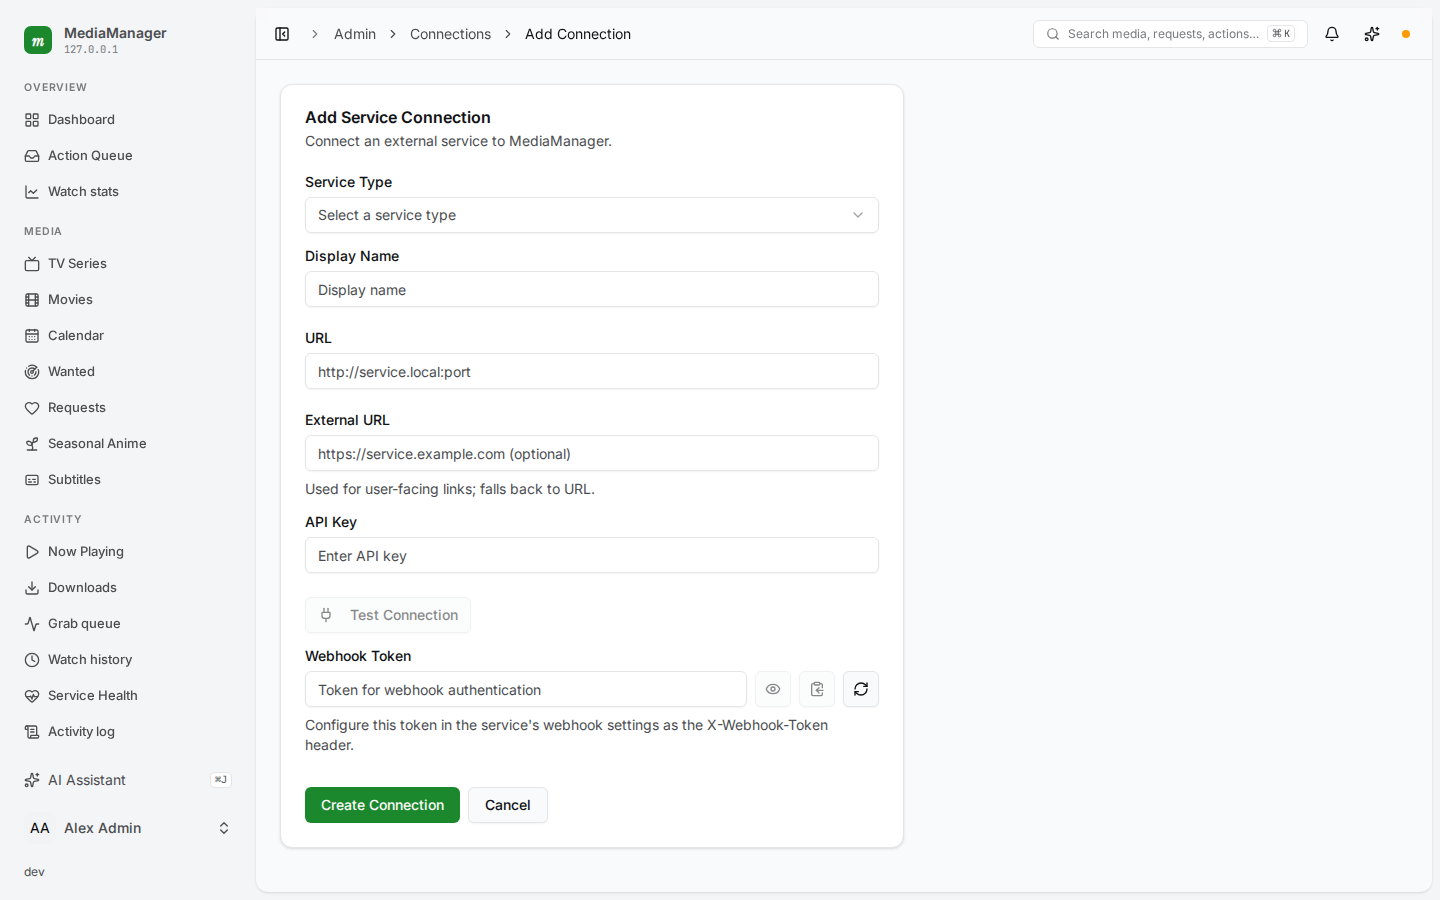 MediaManager
127.0.0.1
OVERVIEW
Dashboard
Action Queue
Watch stats
MEDIA
TV Series
Movies
Calendar
Wanted
Requests
Seasonal Anime
Subtitles
ACTIVITY
Now Playing
Downloads
Grab queue
Watch history
Service Health
Activity log
AI Assistant ⌘J
AA Alex Admin
dev
Admin Connections Add Connection
Search media, requests, actions... ⌘K
Add Service Connection
Connect an external service to MediaManager.
Service Type
Select a service type
Display Name
Display name
URL
http://service.local:port
External URL
https://service.example.com (optional)
Used for user-facing links; falls back to URL.
API Key
Enter API key
Test Connection
Webhook Token
Token for webhook authentication
Configure this token in the service's webhook settings as the X-Webhook-Token
header.
Create Connection Cancel